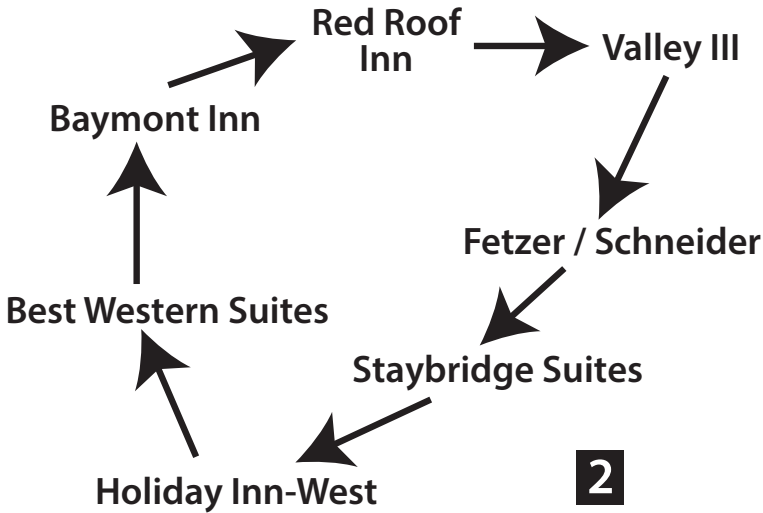 Red Roof
Inn
Valley III
Baymont Inn
Fetzer / Schneider
Best Western Suites
Staybridge Suites
Holiday Inn-West
2